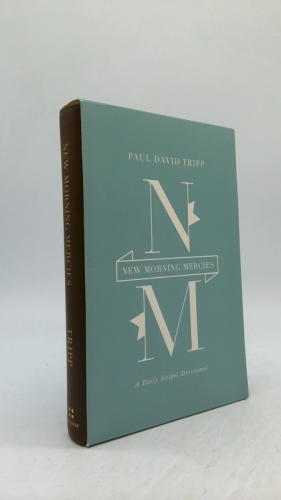 PAUL DAVID TRIPP
N
NEW MORNING MERCIES
M
A Daily Gospel Devotional
NEW MORNING MERCIES
TRIPP